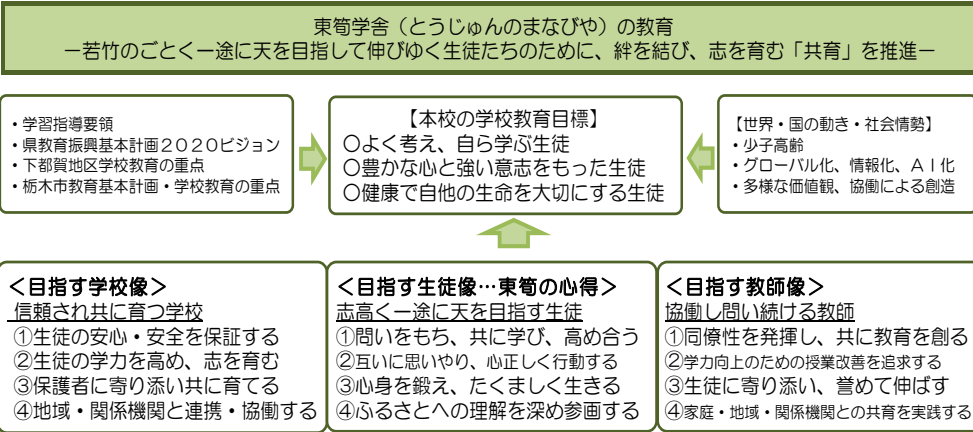 東筍学舎(とうじゅんのまなびや)の教育
−若竹のごとく一途に天を目指して伸びゆく生徒たちのために、絆を結び、志を育む「共育」を推進−
・学習指導要領
・県教育振興基本計画2020ビジョン
・下都賀地区学校教育の重点
・栃木市教育基本計画・学校教育の重点
【本校の学校教育目標】
○よく考え、自ら学ぶ生徒
○豊かな心と強い意志をもった生徒
○健康で自他の生命を大切にする生徒
【世界・国の動き・社会情勢】
・少子高齢
・グローバル化、情報化、AI化
・多様な価値観、協働による創造
<目指す学校像>
信頼され共に育つ学校
①生徒の安心・安全を保証する
②生徒の学力を高め、志を育む
③保護者に寄り添い共に育てる
④地域・関係機関と連携・協働する
<目指す生徒像…東筍の心得>
志高く一途に天を目指す生徒
①問いをもち、共に学び、高め合う
②互いに思いやり、心正しく行動する
③心身を鍛え、たくましく生きる
④ふるさとへの理解を深め参画する
<目指す教師像>
協働し問い続ける教師
①同僚性を発揮し、共に教育を創る
②学力向上のための授業改善を追求する
③生徒に寄り添い、誉めて伸ばす
④家庭・地域・関係機関との共育を実践する